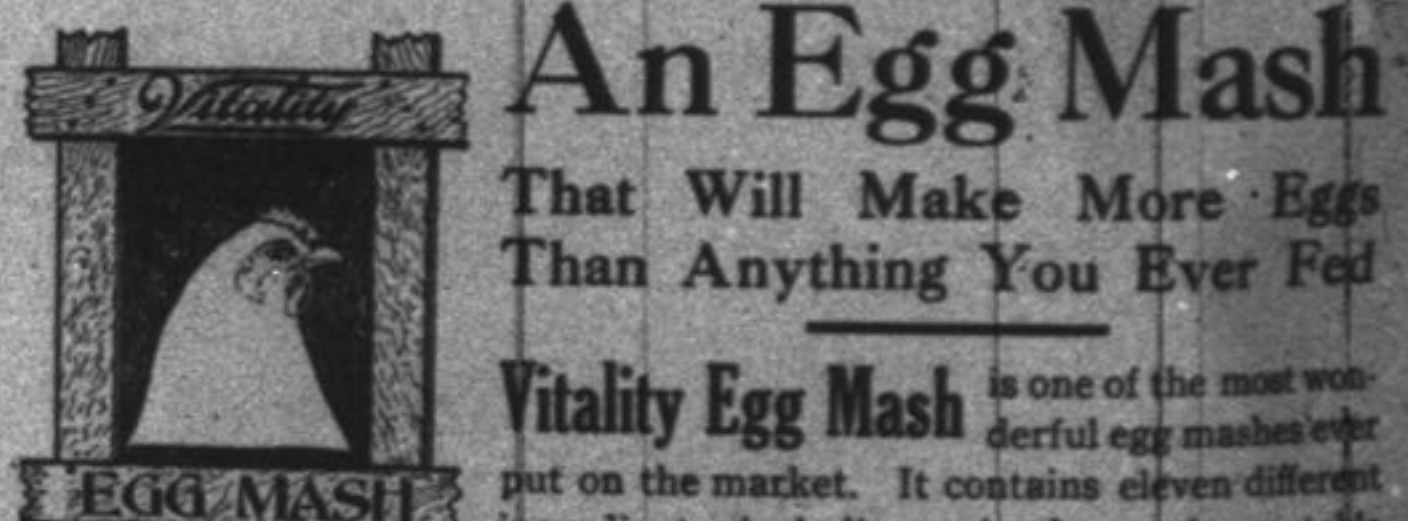 Vitality
EGG MASH
An Egg Mash
That Will Make More Eggs
Than Anything You Ever Fed
Vitality Egg Mash is one of the most won-
derful egg mashes ever
put on the market. It contains eleven different